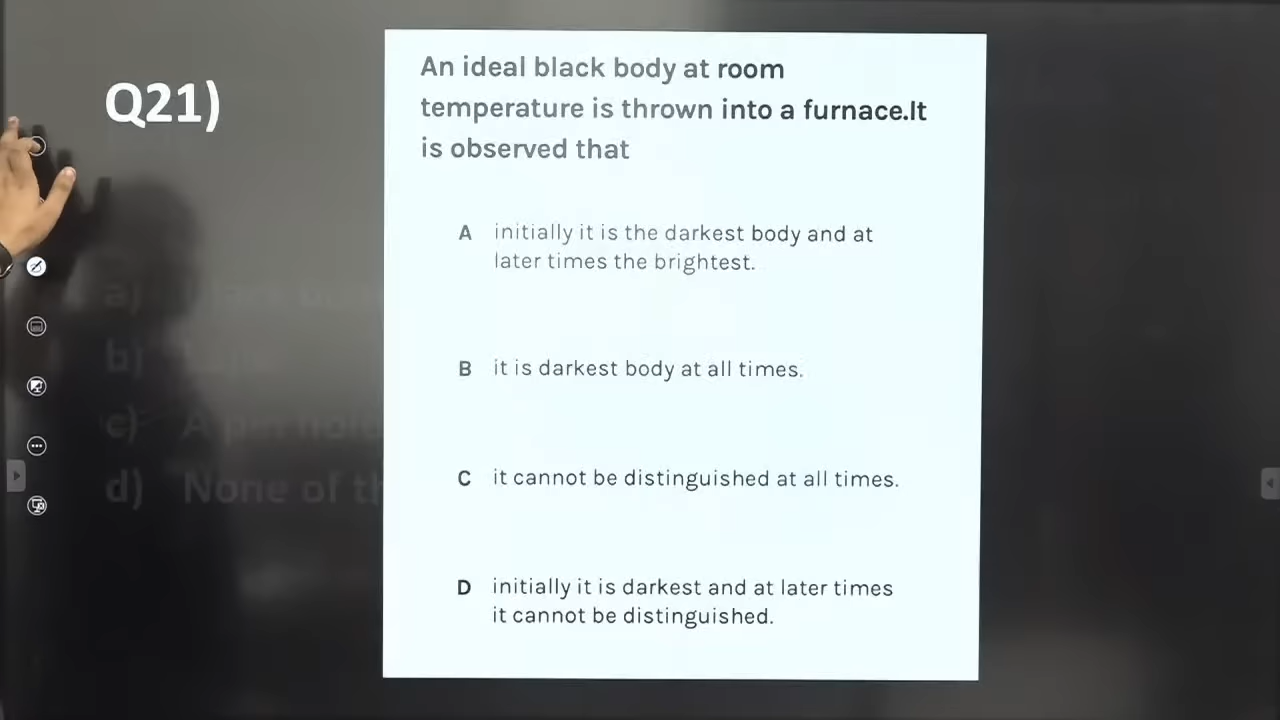 Q21)
An ideal black body at room
temperature is thrown into a furnace.It
is observed that
A initially it is the darkest body and at
later times the brightest.
B it is darkest body at all times.
C it cannot be distinguished at all times.
D initially it is darkest and at later times
it cannot be distinguished.
a)
b)
c) A pin hole
d) None of th